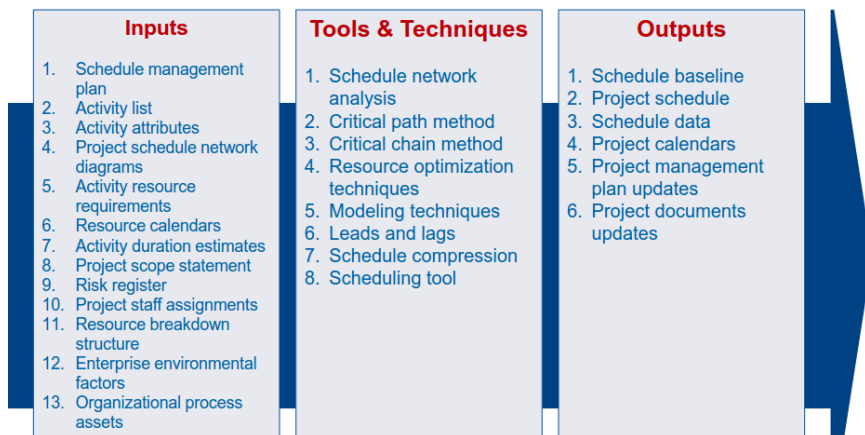 Inputs
1. Schedule management
plan
2. Activity list
3. Activity attributes
4. Project schedule network
diagrams
5. Activity resource
requirements
6. Resource calendars
7. Activity duration estimates
8. Project scope statement
9. Risk register
10. Project staff assignments
11. Resource breakdown
structure
12. Enterprise environmental
factors
13. Organizational process
assets
Tools & Techniques
1. Schedule network
analysis
2. Critical path method
3. Critical chain method
4. Resource optimization
techniques
5. Modeling techniques
6. Leads and lags
7. Schedule compression
8. Scheduling tool
Outputs
1. Schedule baseline
2. Project schedule
3. Schedule data
4. Project calendars
5. Project management
plan updates
6. Project documents
updates